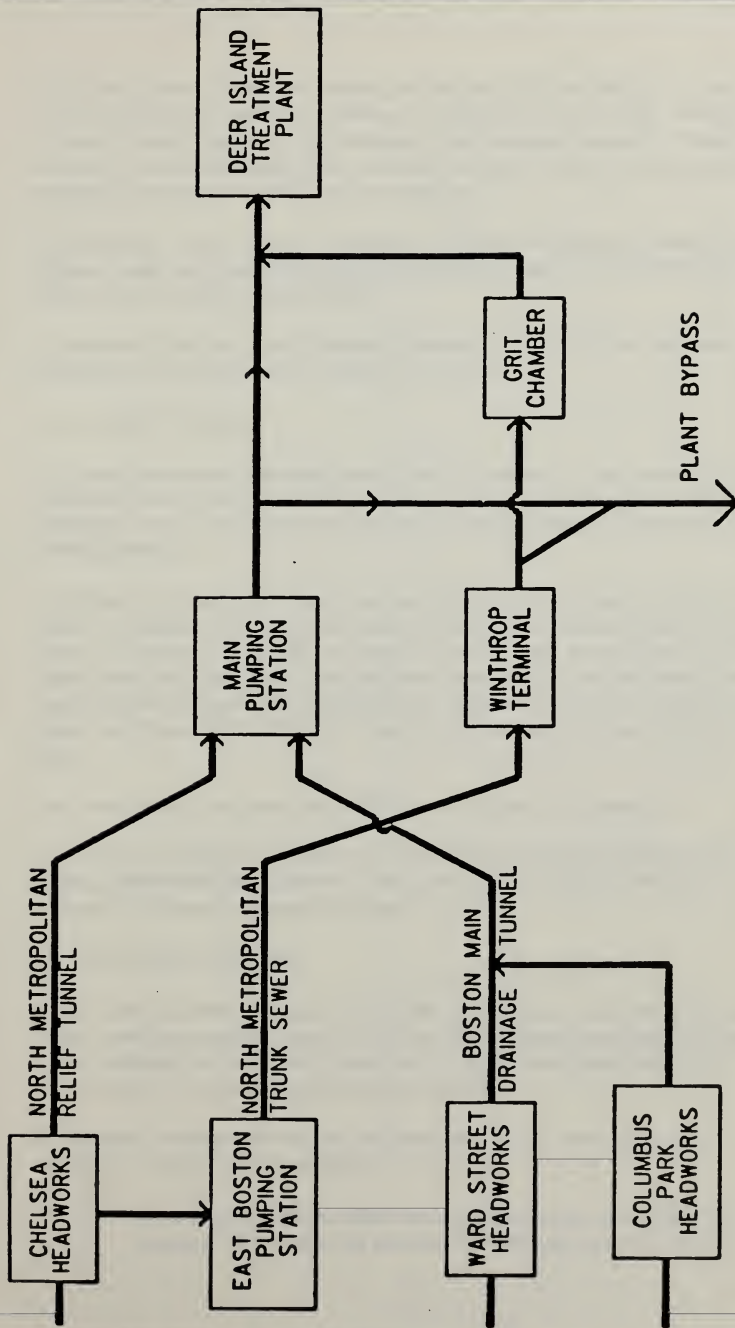 CHELSEA
HEADWORKS
NORTH METROPOLITAN
RELIEF TUNNEL
EAST BOSTON
PUMPING
STATION
NORTH METROPOLITAN
TRUNK SEWER
WARD STREET
HEADWORKS
BOSTON MAIN
DRAINAGE TUNNEL
COLUMBUS
PARK
HEADWORKS
MAIN
PUMPING
STATION
WINTHROP
TERMINAL
GRIT
CHAMBER
PLANT BYPASS
DEER ISLAND
TREATMENT
PLANT